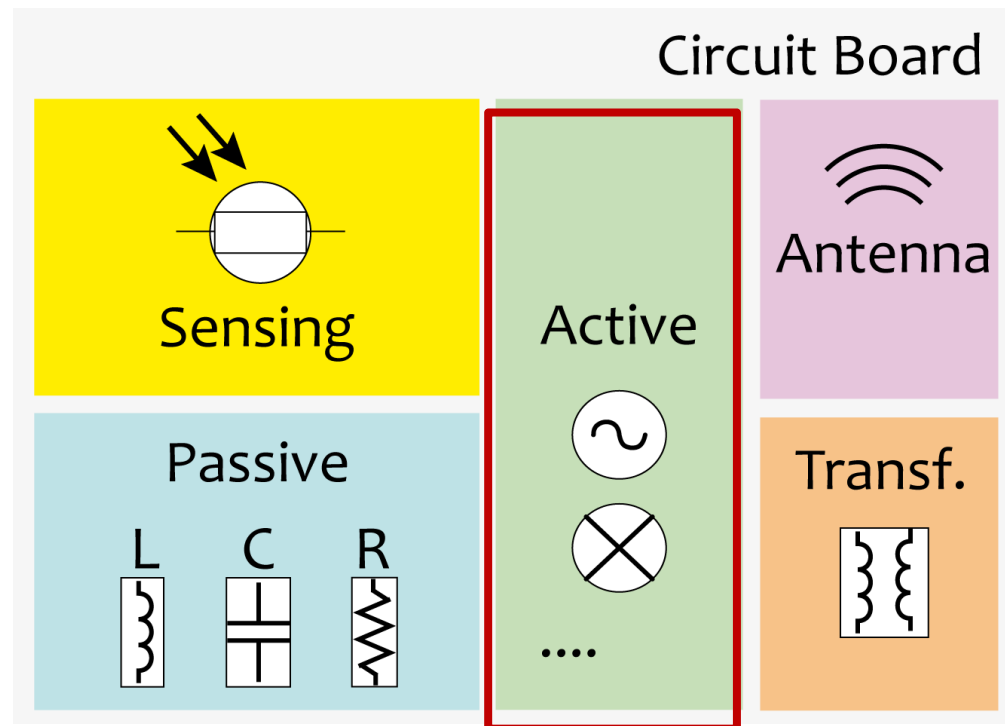 Circuit Board
Sensing
Active
Antenna
Passive
L C R
....
Transf.